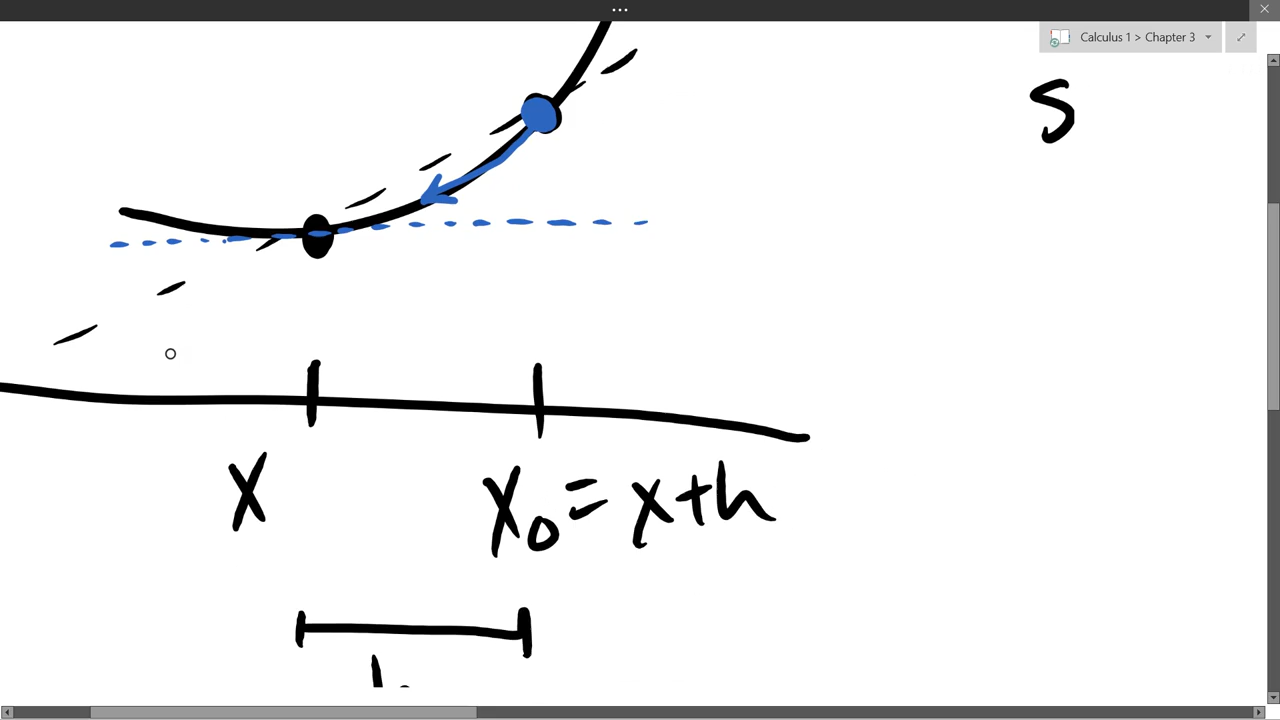 Calculus 1 > Chapter 3
S
x
x₀ = x+h